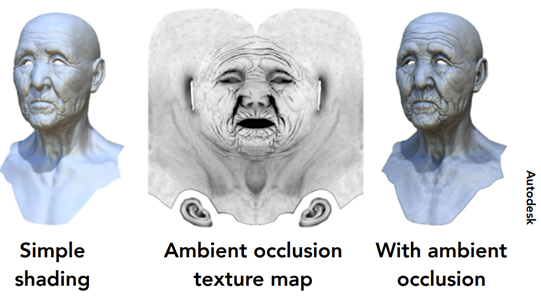 Simple
shading
Ambient occlusion
texture map
With ambient
occlusion
Autodesk